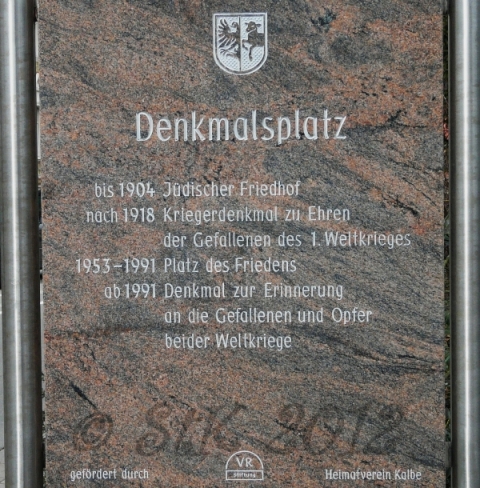 Denkmalsplatz
bis 1904 Jüdischer Friedhof
nach 1918 Kriegerdenkmal zu Ehren
der Gefallenen des 1. Weltkrieges
1953-1991 Platz des Friedens
ab 1991 Denkmal zur Erinnerung
an die Gefallenen und Opfer
beider Weltkriege
© StK 2012
gefördert durch VR Heimatverein Kalbe